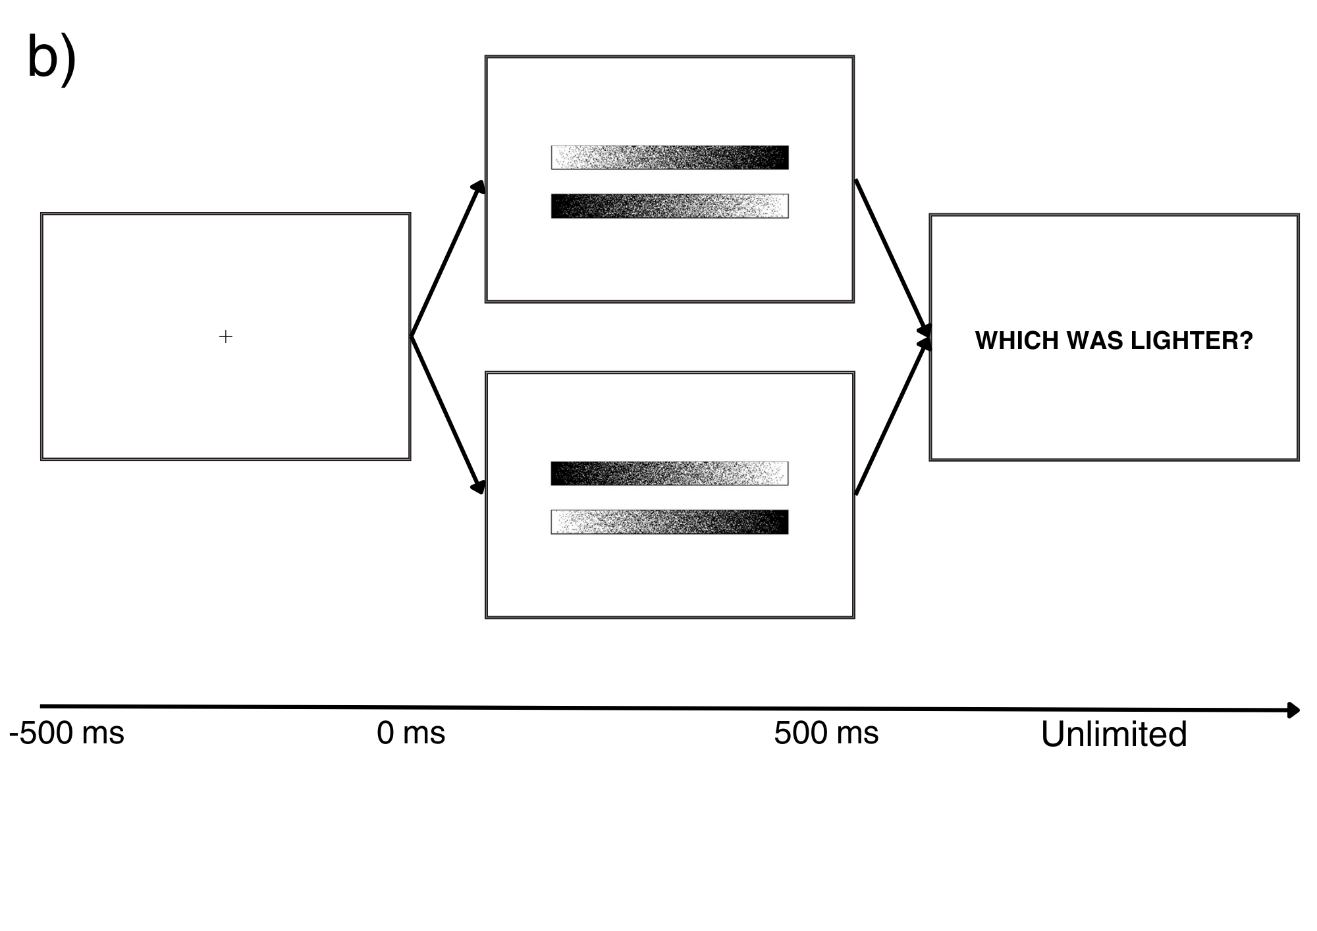 b)
WHICH WAS LIGHTER?
-500 ms
0 ms
500 ms
Unlimited